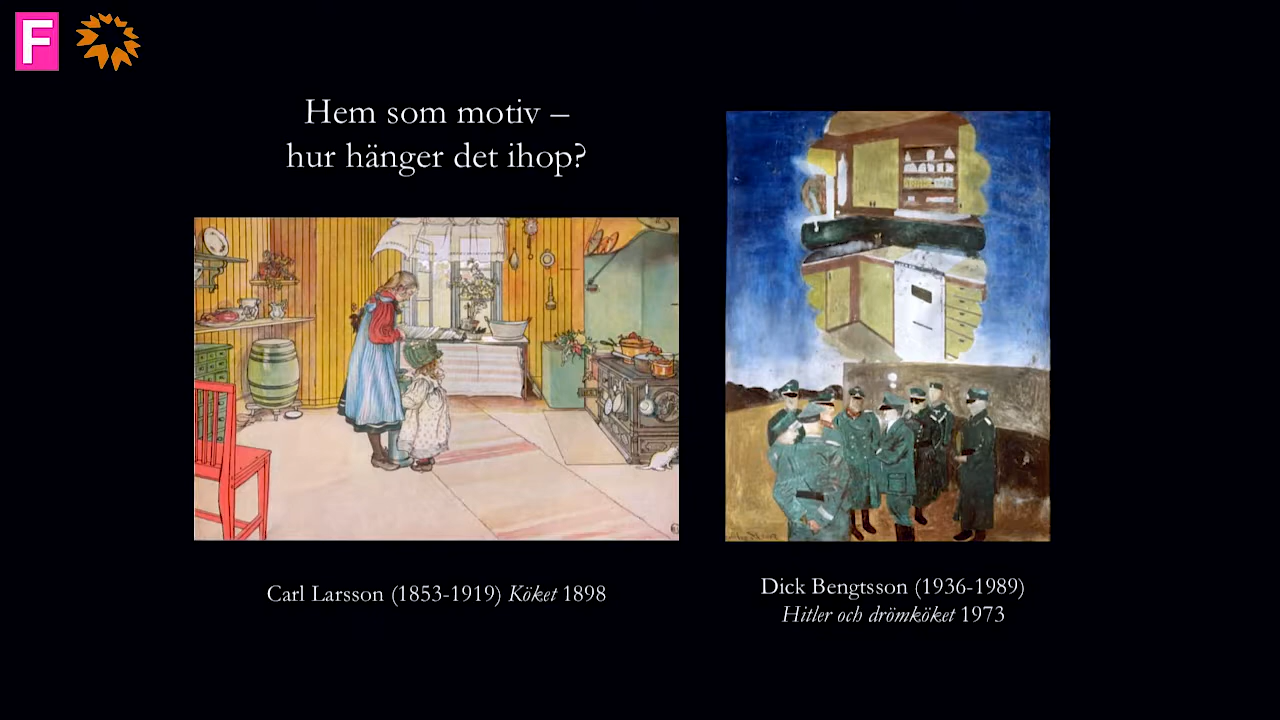 F
Hem som motiv –
hur hänger det ihop?
Carl Larsson (1853-1919) Köket 1898
Dick Bengtsson (1936-1989)
Hitler och drömköket 1973